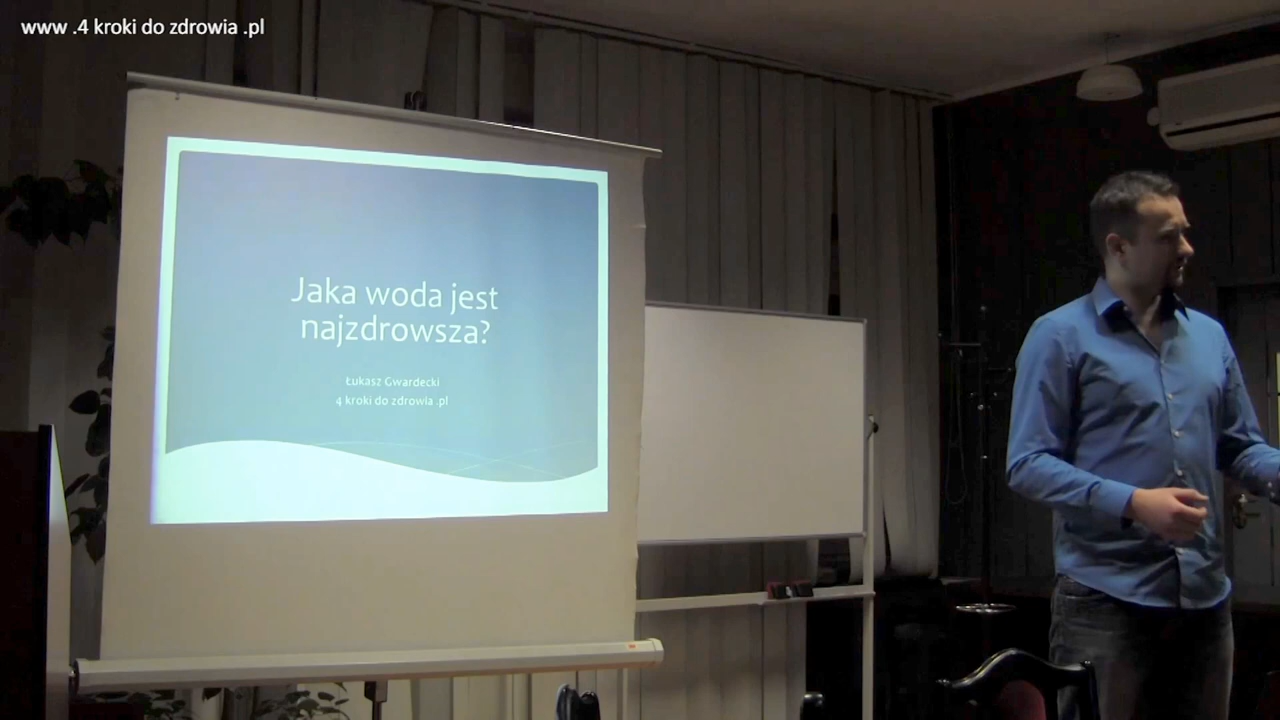 www .4 kroki do zdrowia .pl
Jaka woda jest
najzdrowsza?
Łukasz Gwardecki
4 kroki do zdrowia .pl